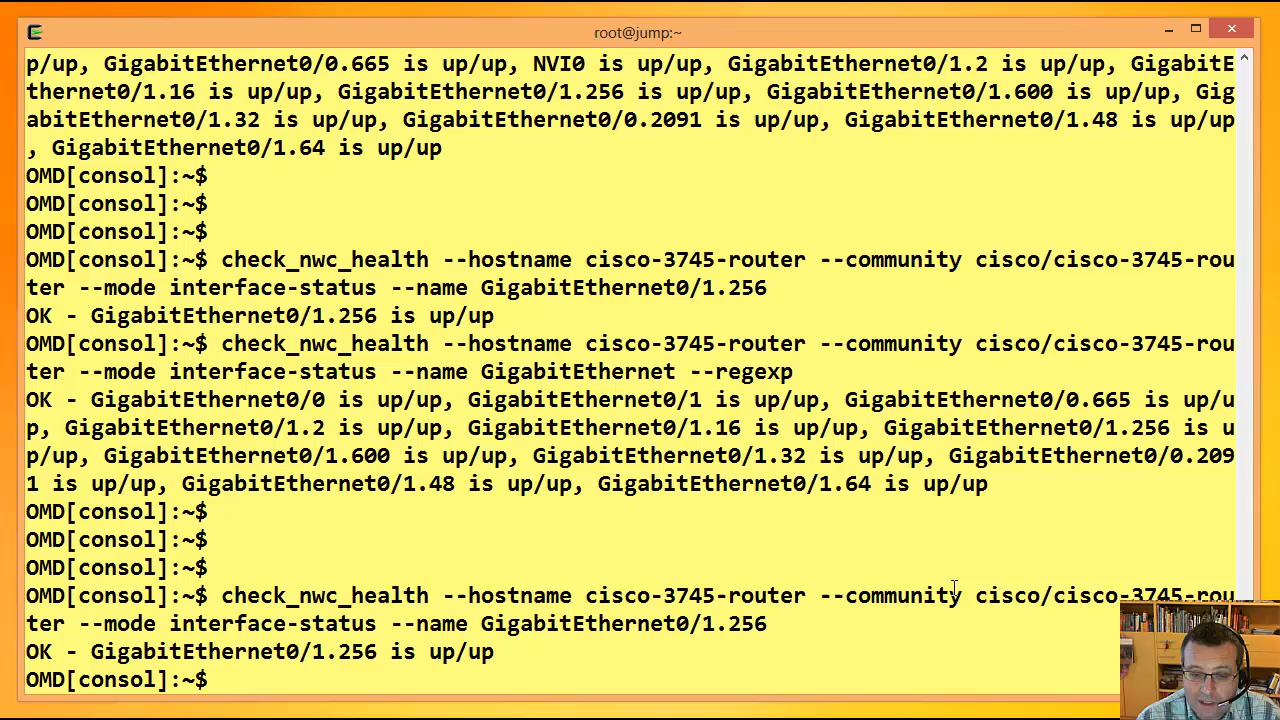 root@jump:~
p/up, GigabitEthernet0/0.665 is up/up, NVI0 is up/up, GigabitEthernet0/1.2 is up/up, GigabitE
thernet0/1.16 is up/up, GigabitEthernet0/1.256 is up/up, GigabitEthernet0/1.600 is up/up, Gig
abitEthernet0/1.32 is up/up, GigabitEthernet0/0.2091 is up/up, GigabitEthernet0/1.48 is up/up
, GigabitEthernet0/1.64 is up/up
OMD[consol]:~$
OMD[consol]:~$
OMD[consol]:~$
OMD[consol]:~$ check_nwc_health --hostname cisco-3745-router --community cisco/cisco-3745-rou
ter --mode interface-status --name GigabitEthernet0/1.256
OK - GigabitEthernet0/1.256 is up/up
OMD[consol]:~$ check_nwc_health --hostname cisco-3745-router --community cisco/cisco-3745-rou
ter --mode interface-status --name GigabitEthernet --regexp
OK - GigabitEthernet0/0 is up/up, GigabitEthernet0/1 is up/up, GigabitEthernet0/0.665 is up/u
p, GigabitEthernet0/1.2 is up/up, GigabitEthernet0/1.16 is up/up, GigabitEthernet0/1.256 is u
p/up, GigabitEthernet0/1.600 is up/up, GigabitEthernet0/1.32 is up/up, GigabitEthernet0/0.209
1 is up/up, GigabitEthernet0/1.48 is up/up, GigabitEthernet0/1.64 is up/up
OMD[consol]:~$
OMD[consol]:~$
OMD[consol]:~$
OMD[consol]:~$ check_nwc_health --hostname cisco-3745-router --community cisco/cisco-3745-rou
ter --mode interface-status --name GigabitEthernet0/1.256
OK - GigabitEthernet0/1.256 is up/up
OMD[consol]:~$